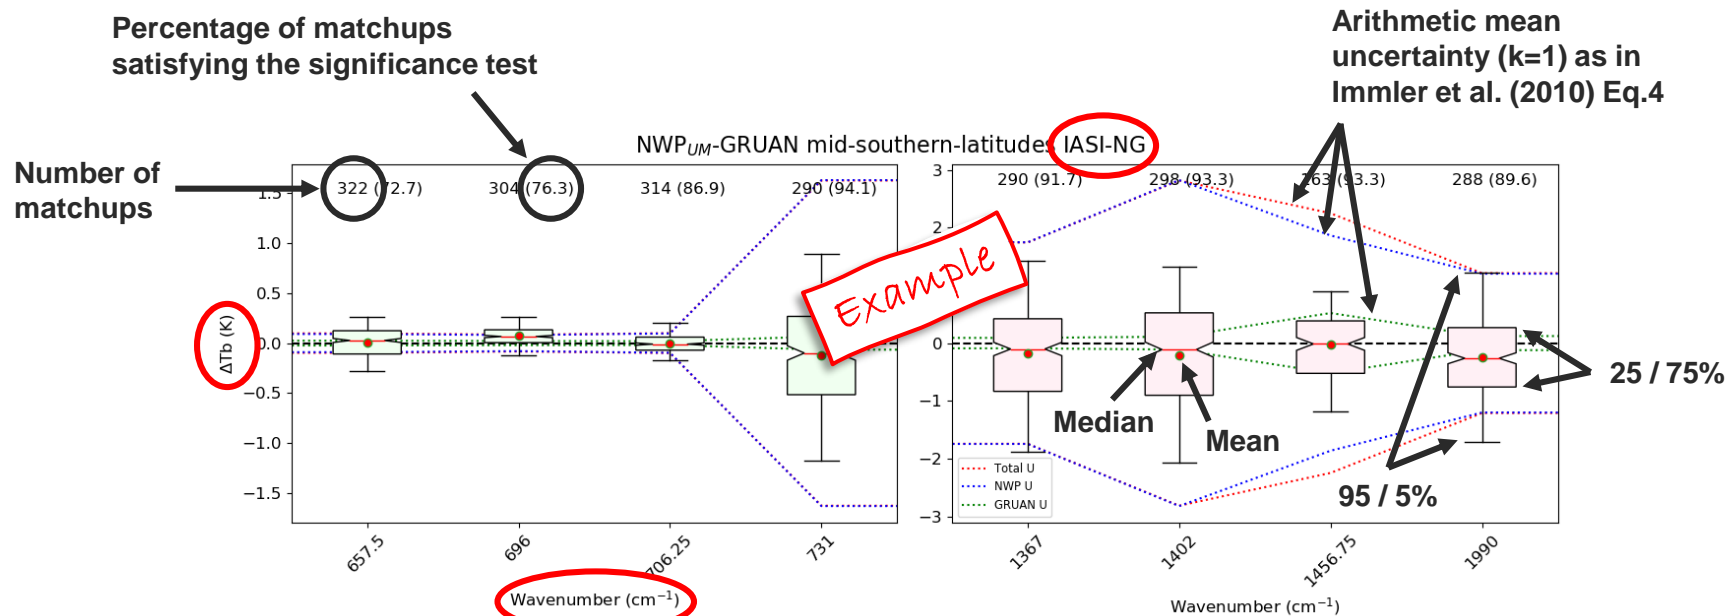 Percentage of matchups
satisfying the significance test
Arithmetic mean
uncertainty (k=1) as in
Immler et al. (2010) Eq.4
Number of
matchups
NWP_UM-GRUAN mid-southern-latitudes IASI-NG
322 (72.7)
304 (76.3)
314 (86.9)
290 (94.1)
290 (91.7)
298 (93.3)
263 (93.3)
288 (89.6)
1.5
1.0
0.5
0.0
−0.5
−1.0
−1.5
ΔTb (K)
3
2
0
−1
−2
−3
Example
Median
Mean
25 / 75%
95 / 5%
Total U
NWP U
GRUAN U
657.5
696
706.25
731
1367
1402
1456.75
1990
Wavenumber (cm⁻¹)
Wavenumber (cm⁻¹)